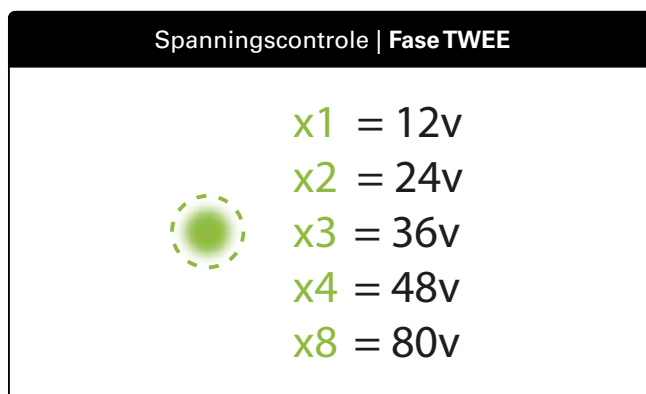 Spanningscontrole | Fase TWEE
x1 = 12v
x2 = 24v
x3 = 36v
x4 = 48v
x8 = 80v